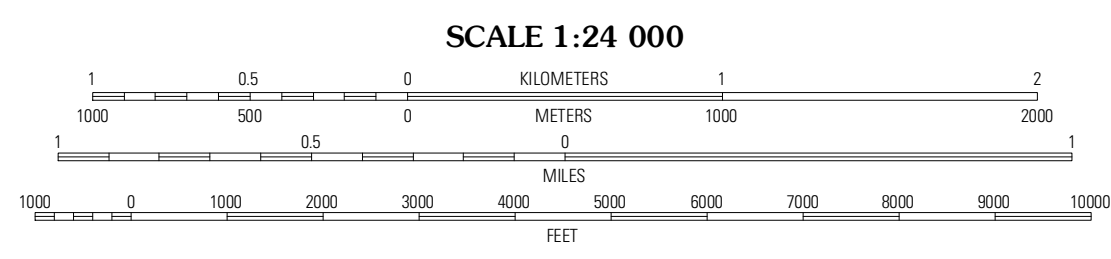 SCALE 1:24 000
1 0.5 0 KILOMETERS 1 2
1000 500 0 METERS 1000 2000
1 0.5 0 1
MILES
1000 0 1000 2000 3000 4000 5000 6000 7000 8000 9000 10000
FEET